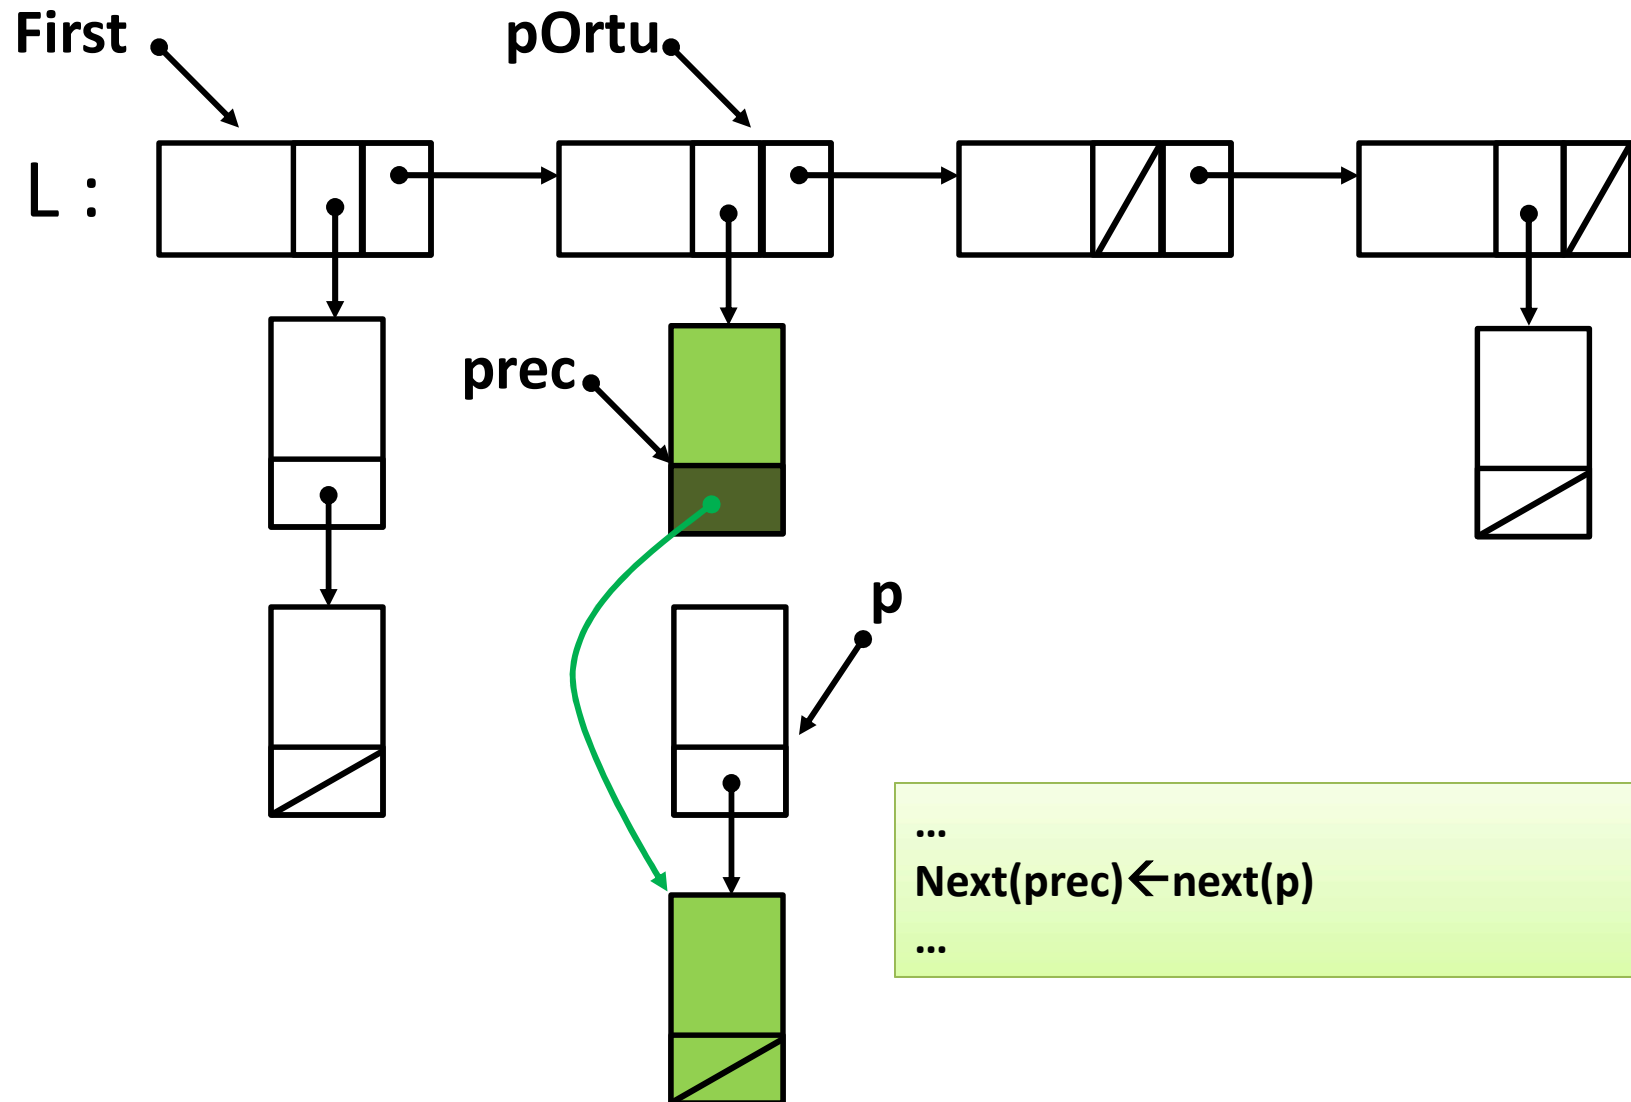 First
pOrtu
L :
prec
p
...
Next(prec)←next(p)
...